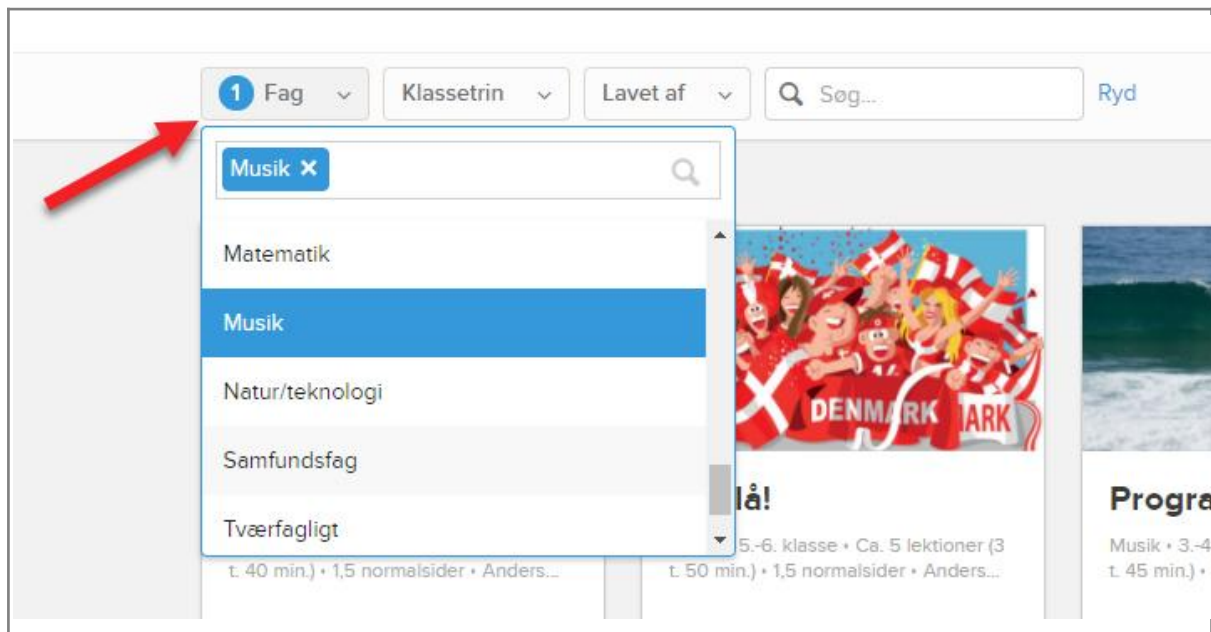 1 Fag Klassetrin Lavet af Søg... Ryd
Musik ×
Matematik
Musik
Natur/teknologi
Samfundsfag
Tværfagligt
t. 40 min.) • 1,5 normalsider • Anders...
DENMARK
MARK
lå!
5.-6. klasse • Ca. 5 lektioner (3
t. 50 min.) • 1,5 normalsider • Anders...
Progra
Musik • 3.-4
t. 45 min.) •